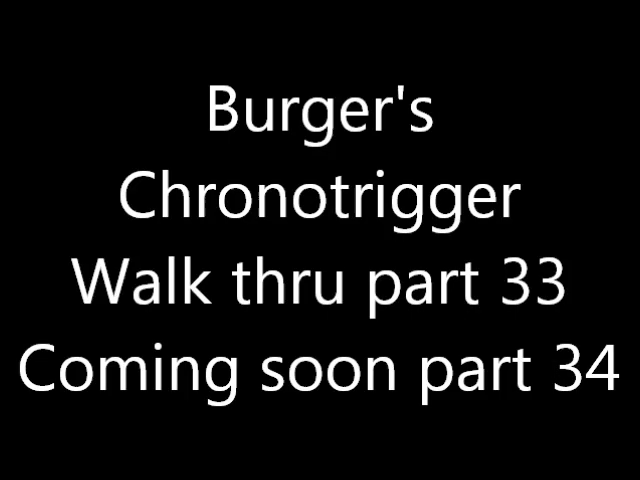 Burger's
Chronotrigger
Walk thru part 33
Coming soon part 34